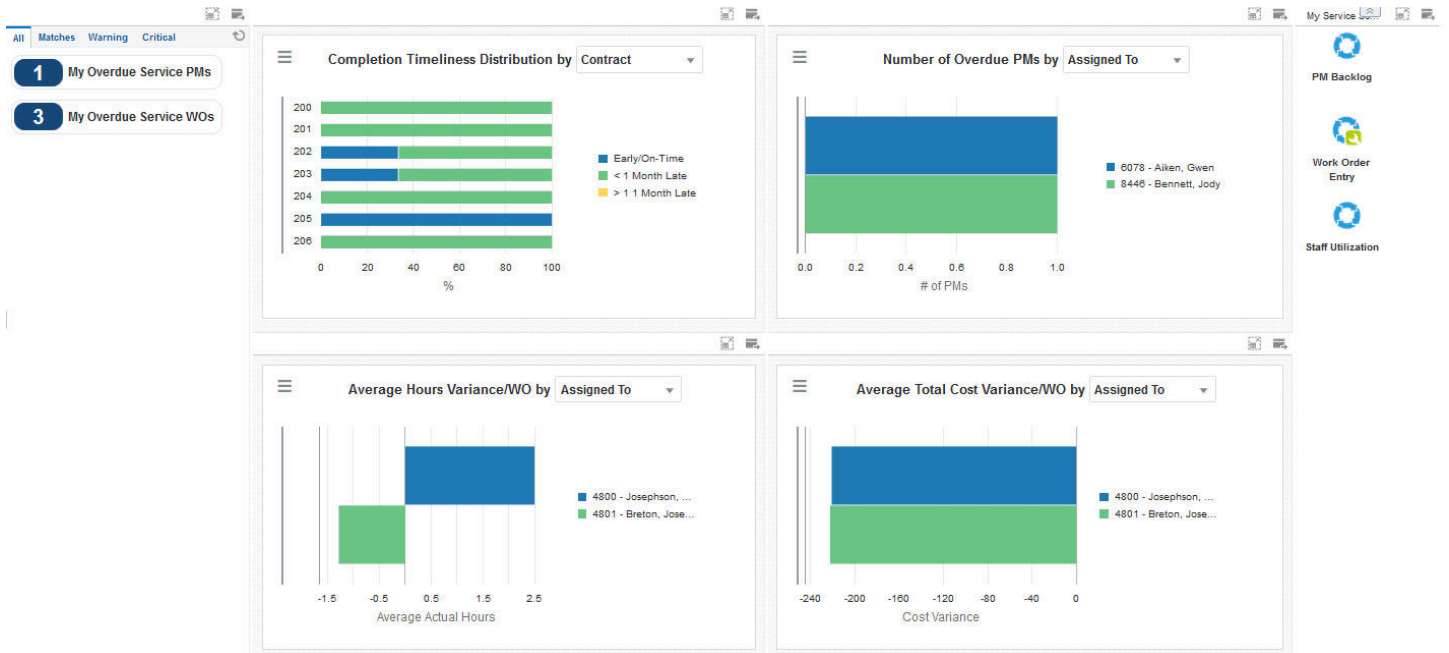 All Matches Warning Critical
1 My Overdue Service PMs
3 My Overdue Service WOs
Completion Timeliness Distribution by Contract
200
201
202
203
204
205
206
0 20 40 60 80 100
%
Early/On-Time
< 1 Month Late
> 1 1 Month Late
Number of Overdue PMs by Assigned To
0.0 0.2 0.4 0.6 0.8 1.0
# of PMs
6078 - Aiken, Gwen
8446 - Bennett, Jody
My Service
PM Backlog
Work Order
Entry
Staff Utilization
Average Hours Variance/WO by Assigned To
-1.5 -0.5 0.5 1.5 2.5
Average Actual Hours
4800 - Josephson, ...
4801 - Breton, Jose...
Average Total Cost Variance/WO by Assigned To
-240 -200 -160 -120 -80 -40 0
Cost Variance
4800 - Josephson, ...
4801 - Breton, Jose...